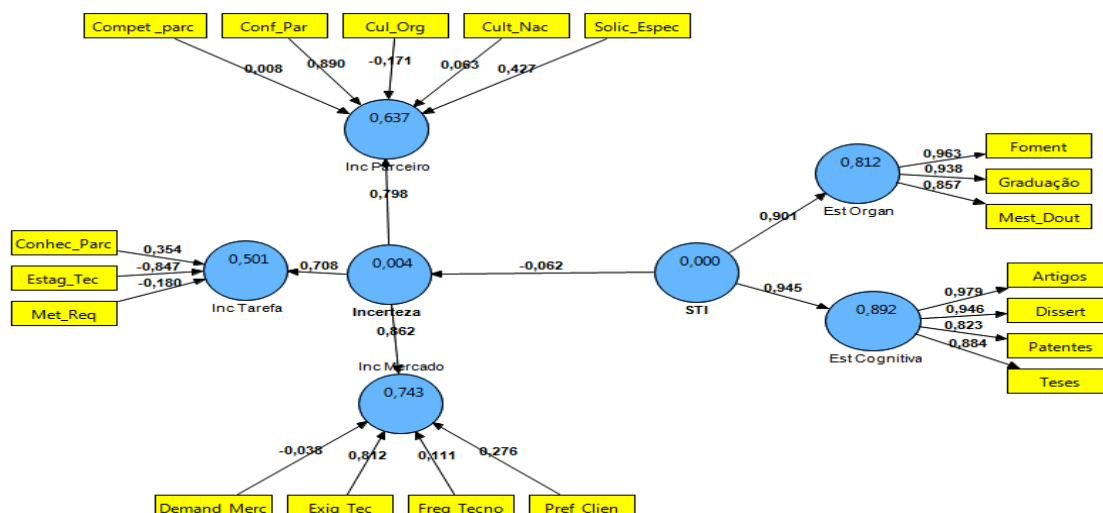 Compet _parc
Conf_Par
Cul_Org
Cult_Nac
Solic_Espec
0,008
0,890
-0,171
0,063
0,427
0,637
Inc Parceiro
0,798
Conhec_Parc
Estag_Tec
Met_Req
0,354
-0,847
-0,180
0,501
Inc Tarefa
0,708
0,004
Incerteza
-0,062
0,000
STI
0,901
0,945
0,812
Est Organ
0,963
0,938
0,857
Foment
Graduação
Mest_Dout
0,892
Est Cognitiva
0,979
0,946
0,823
0,884
Artigos
Dissert
Patentes
Teses
0,862
Inc Mercado
0,743
-0,038
0,812
0,111
0,276
Demand_Merc
Exig_Tec
Freq_Tecno
Pref_Clien